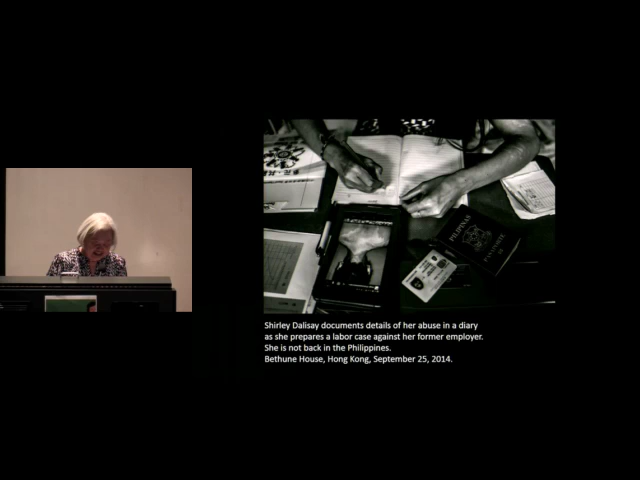 PILIPINAS
PASAPORTE
Shirley Dalisay documents details of her abuse in a diary
as she prepares a labor case against her former employer.
She is not back in the Philippines.
Bethune House, Hong Kong, September 25, 2014.